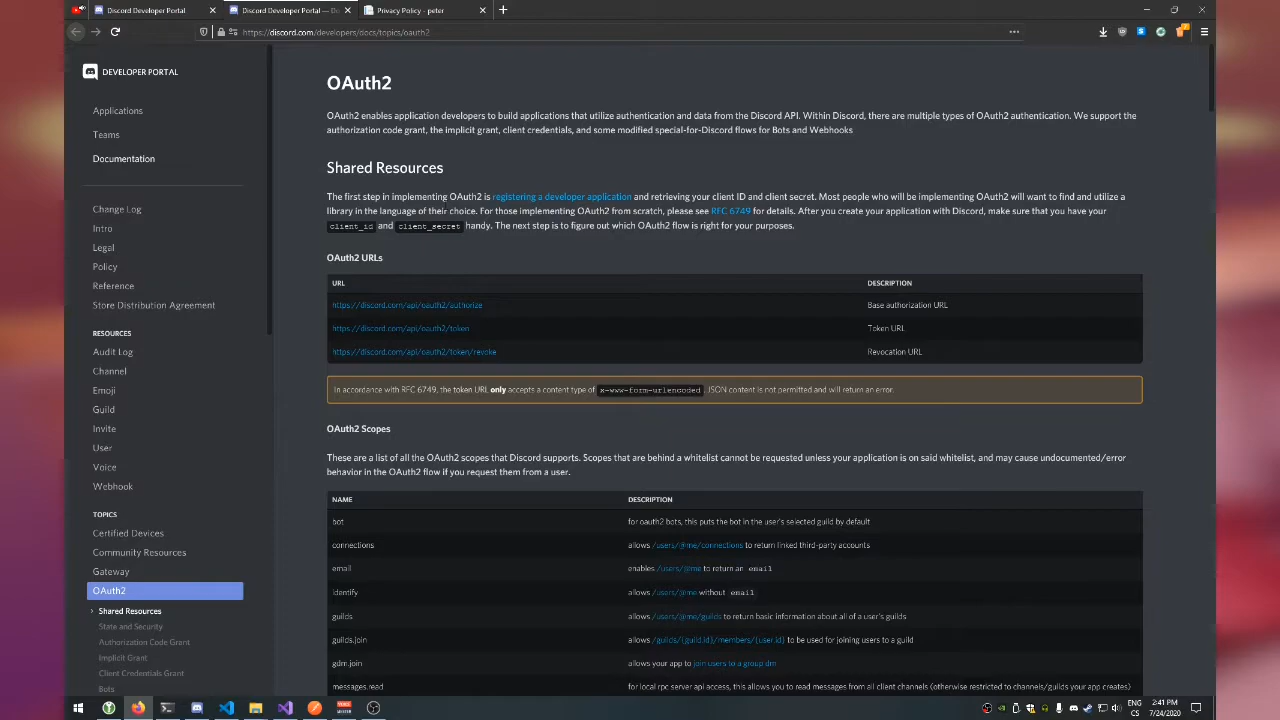 Discord Developer Portal
Discord Developer Portal — Do
Privacy Policy - peter
https://discord.com/developers/docs/topics/oauth2
DEVELOPER PORTAL
Applications
Teams
Documentation
Change Log
Intro
Legal
Policy
Reference
Store Distribution Agreement
RESOURCES
Audit Log
Channel
Emoji
Guild
Invite
User
Voice
Webhook
TOPICS
Certified Devices
Community Resources
Gateway
OAuth2
Shared Resources
State and Security
Authorization Code Grant
Implicit Grant
Client Credentials Grant
Bots
OAuth2
OAuth2 enables application developers to build applications that utilize authentication and data from the Discord API. Within Discord, there are multiple types of OAuth2 authentication. We support the
authorization code grant, the implicit grant, client credentials, and some modified special-for-Discord flows for Bots and Webhooks
Shared Resources
The first step in implementing OAuth2 is registering a developer application and retrieving your client ID and client secret. Most people who will be implementing OAuth2 will want to find and utilize a
library in the language of their choice. For those implementing OAuth2 from scratch, please see RFC 6749 for details. After you create your application with Discord, make sure that you have your
client_id and client_secret handy. The next step is to figure out which OAuth2 flow is right for your purposes.
OAuth2 URLs
URL DESCRIPTION
https://discord.com/api/oauth2/authorize Base authorization URL
https://discord.com/api/oauth2/token Token URL
https://discord.com/api/oauth2/token/revoke Revocation URL
In accordance with RFC 6749, the token URL only accepts a content type of x-www-form-urlencoded. JSON content is not permitted and will return an error.
OAuth2 Scopes
These are a list of all the OAuth2 scopes that Discord supports. Scopes that are behind a whitelist cannot be requested unless your application is on said whitelist, and may cause undocumented/error
behavior in the OAuth2 flow if you request them from a user.
NAME DESCRIPTION
bot for oauth2 bots, this puts the bot in the user's selected guild by default
connections allows /users/@me/connections to return linked third-party accounts
email enables /users/@me to return an email
identify allows /users/@me without email
guilds allows /users/@me/guilds to return basic information about all of a user's guilds
guilds.join allows /guilds/{guild.id}/members/{user.id} to be used for joining users to a guild
gdm.join allows your app to join users to a group dm
messages.read for local rpc server api access, this allows you to read messages from all client channels (otherwise restricted to channels/guilds your app creates)
ENG
CS
2:41 PM
7/24/2020